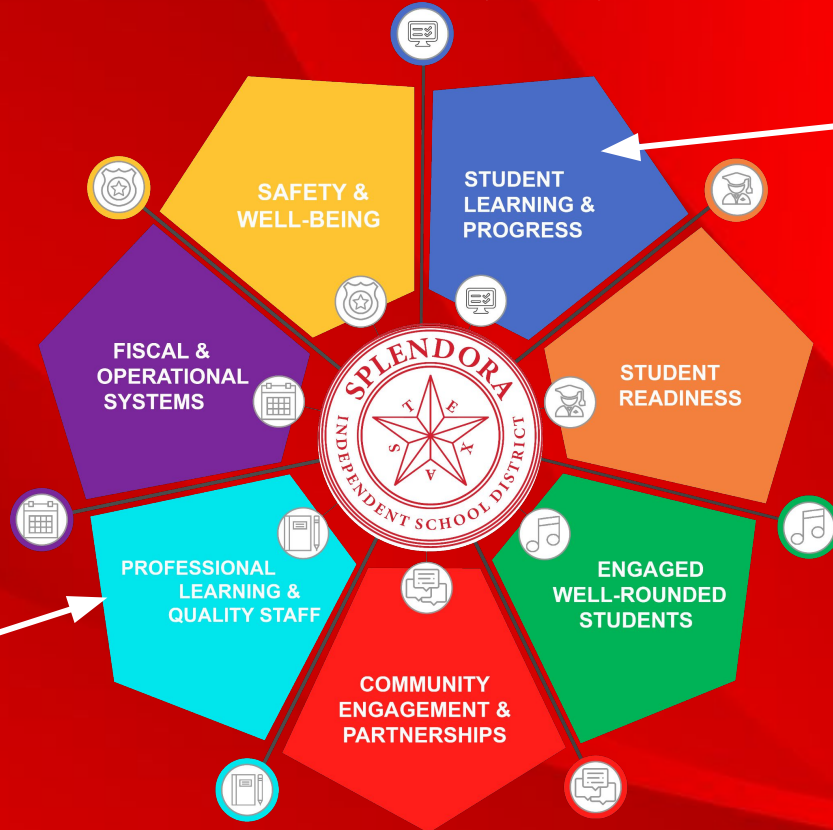 SAFETY &
WELL-BEING
STUDENT
LEARNING &
PROGRESS
FISCAL &
OPERATIONAL
SYSTEMS
STUDENT
READINESS
SPLENDORA
INDEPENDENT SCHOOL DISTRICT
TEXAS
PROFESSIONAL
LEARNING &
QUALITY STAFF
ENGAGED
WELL-ROUNDED
STUDENTS
COMMUNITY
ENGAGEMENT &
PARTNERSHIPS